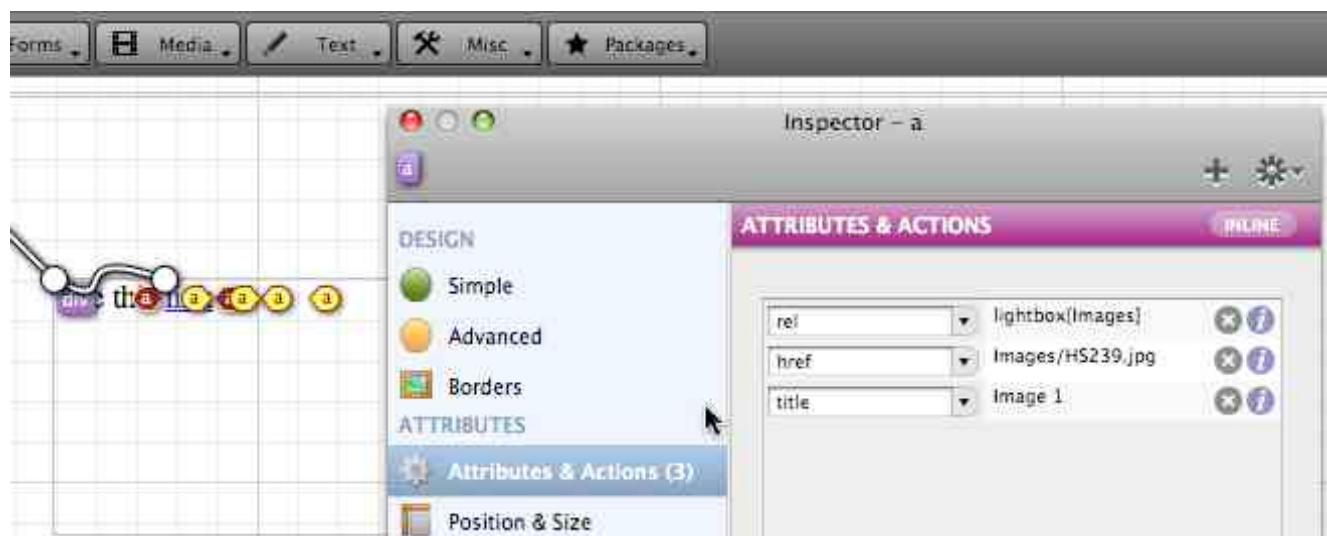 Forms Media Text Misc Packages
Inspector – a
a
ATTRIBUTES & ACTIONS INLINE
DESIGN
Simple
Advanced
Borders
ATTRIBUTES
Attributes & Actions (3)
Position & Size
rel lightbox[Images]
href Images/HS239.jpg
title Image 1
div a a a a a